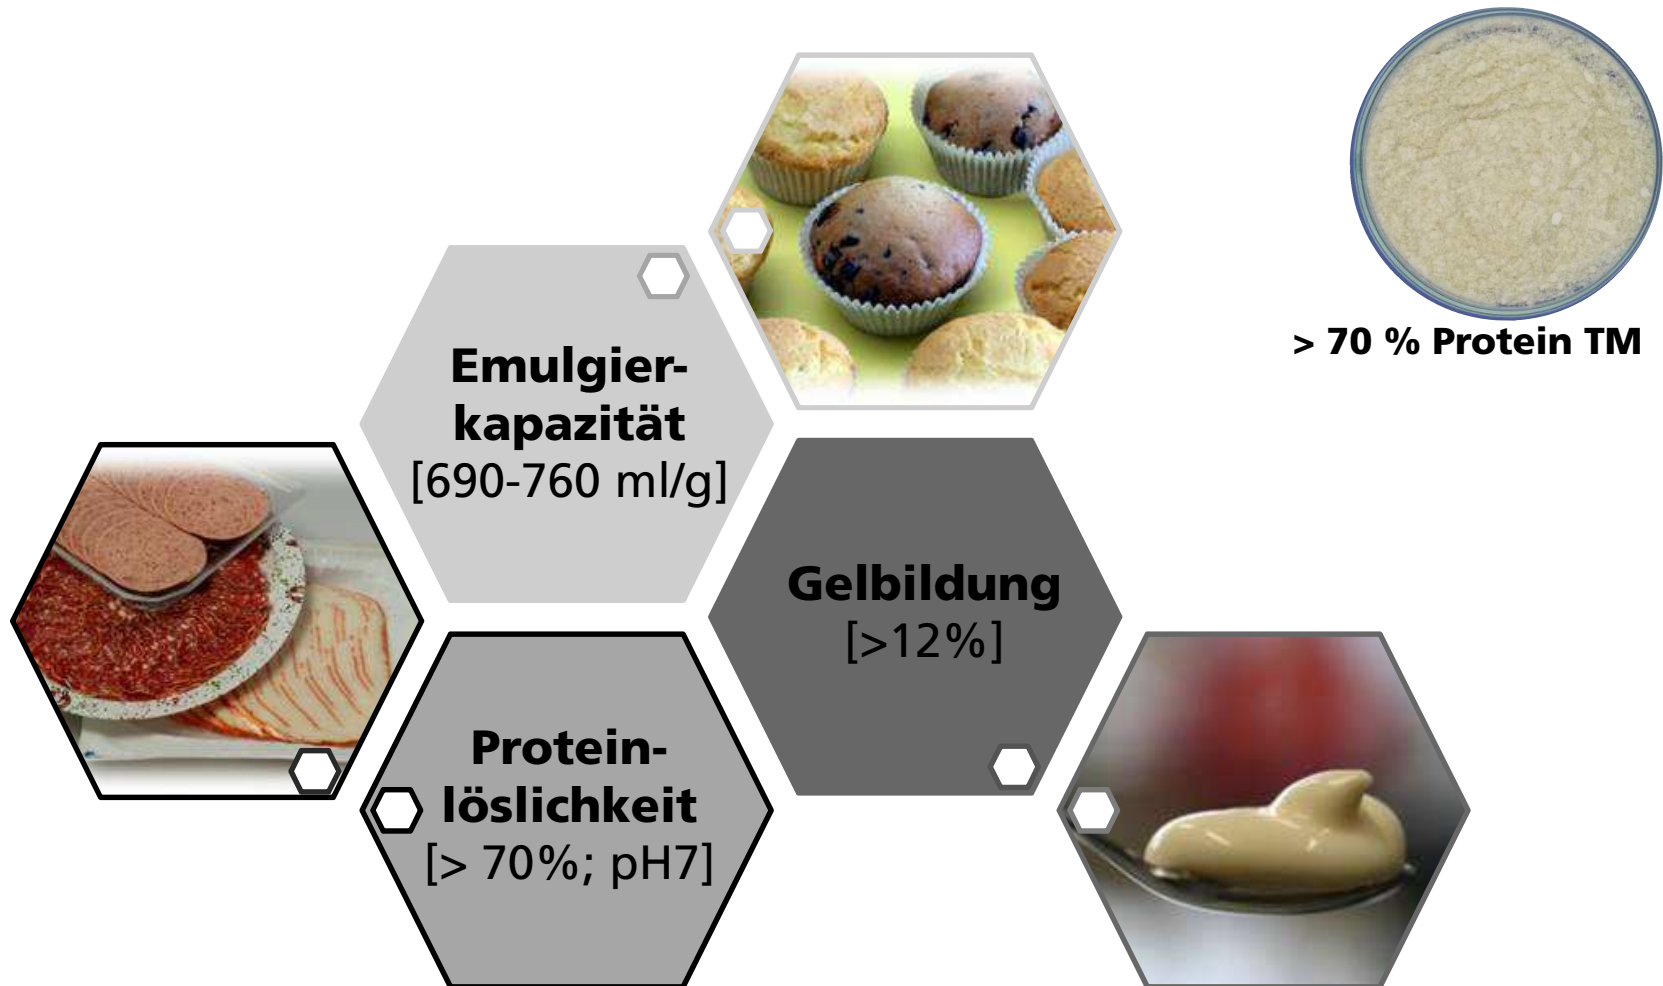 > 70 % Protein TM
Emulgier-
kapazität
[690-760 ml/g]
Gelbildung
[>12%]
Protein-
löslichkeit
[> 70%; pH7]